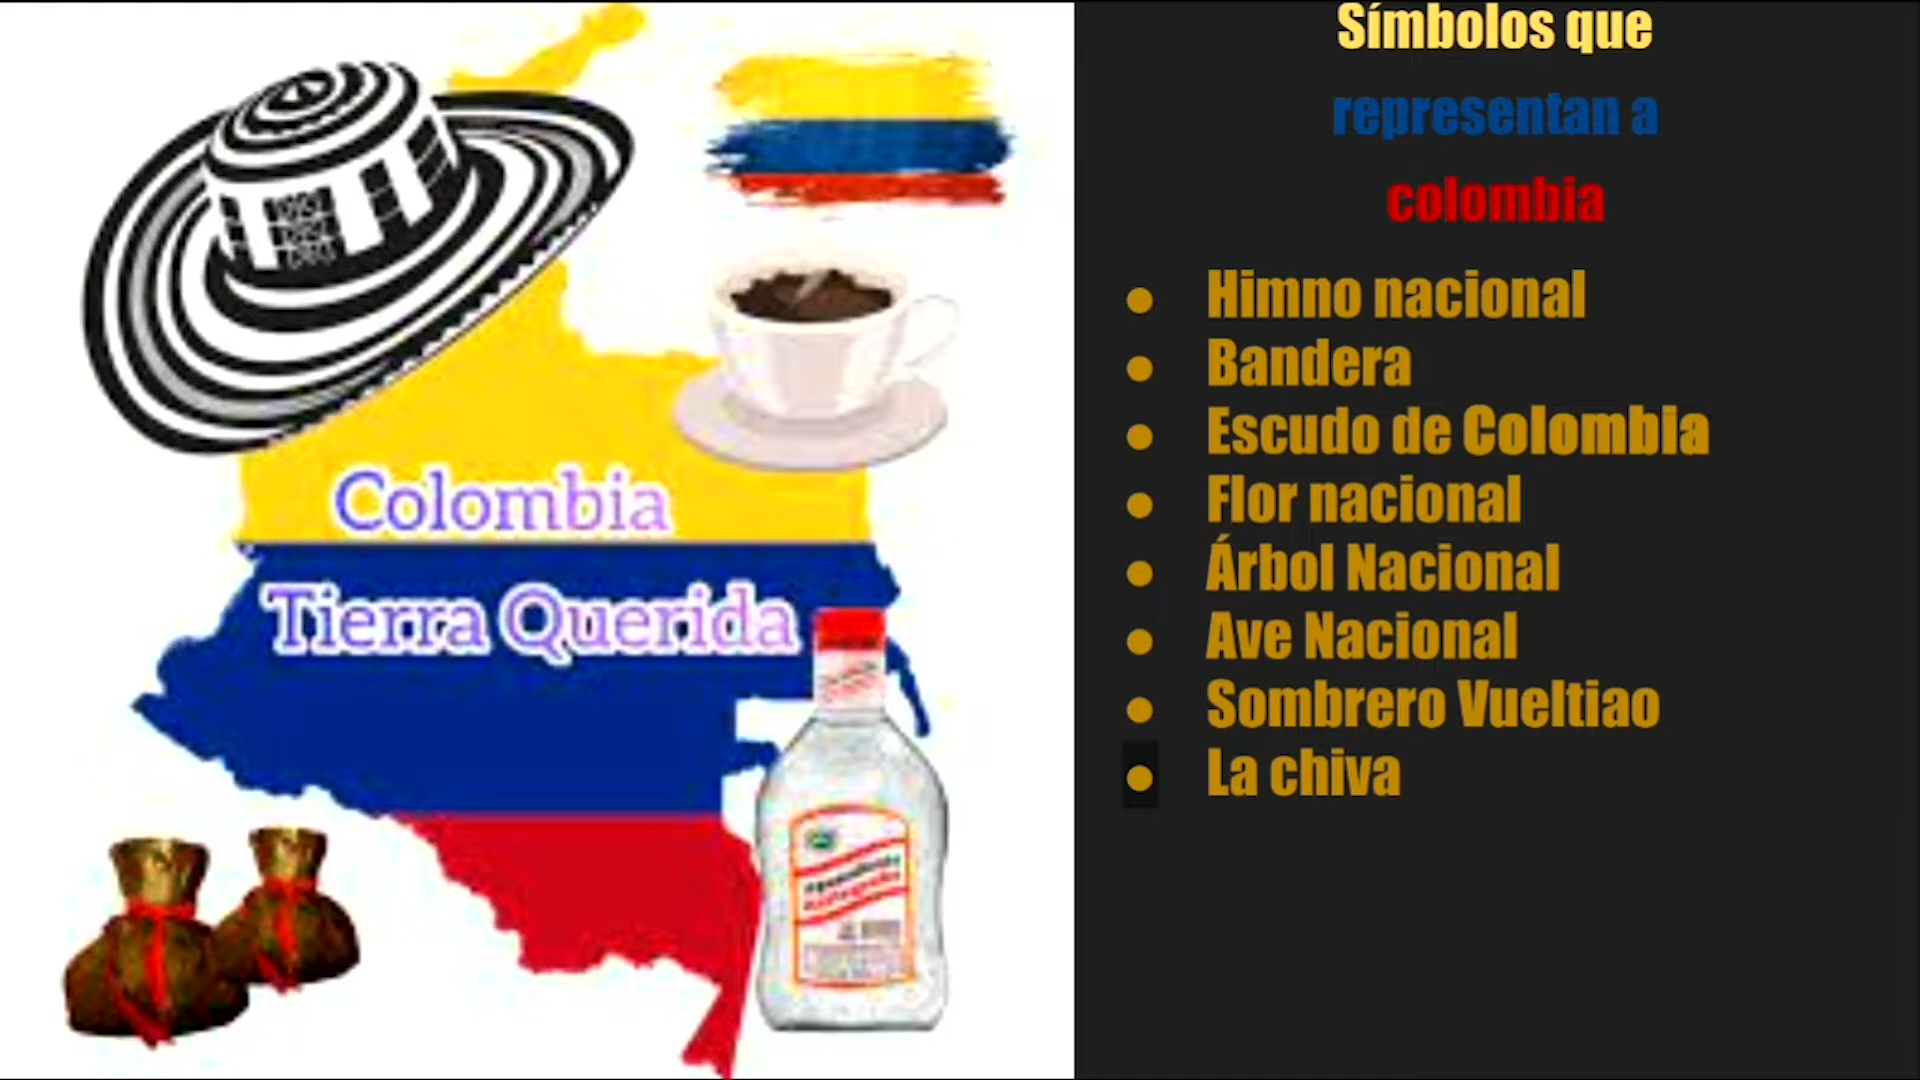 Colombia
Tierra Querida
Símbolos que
representan a
colombia
Himno nacional
Bandera
Escudo de Colombia
Flor nacional
Árbol Nacional
Ave Nacional
Sombrero Vueltiao
La chiva